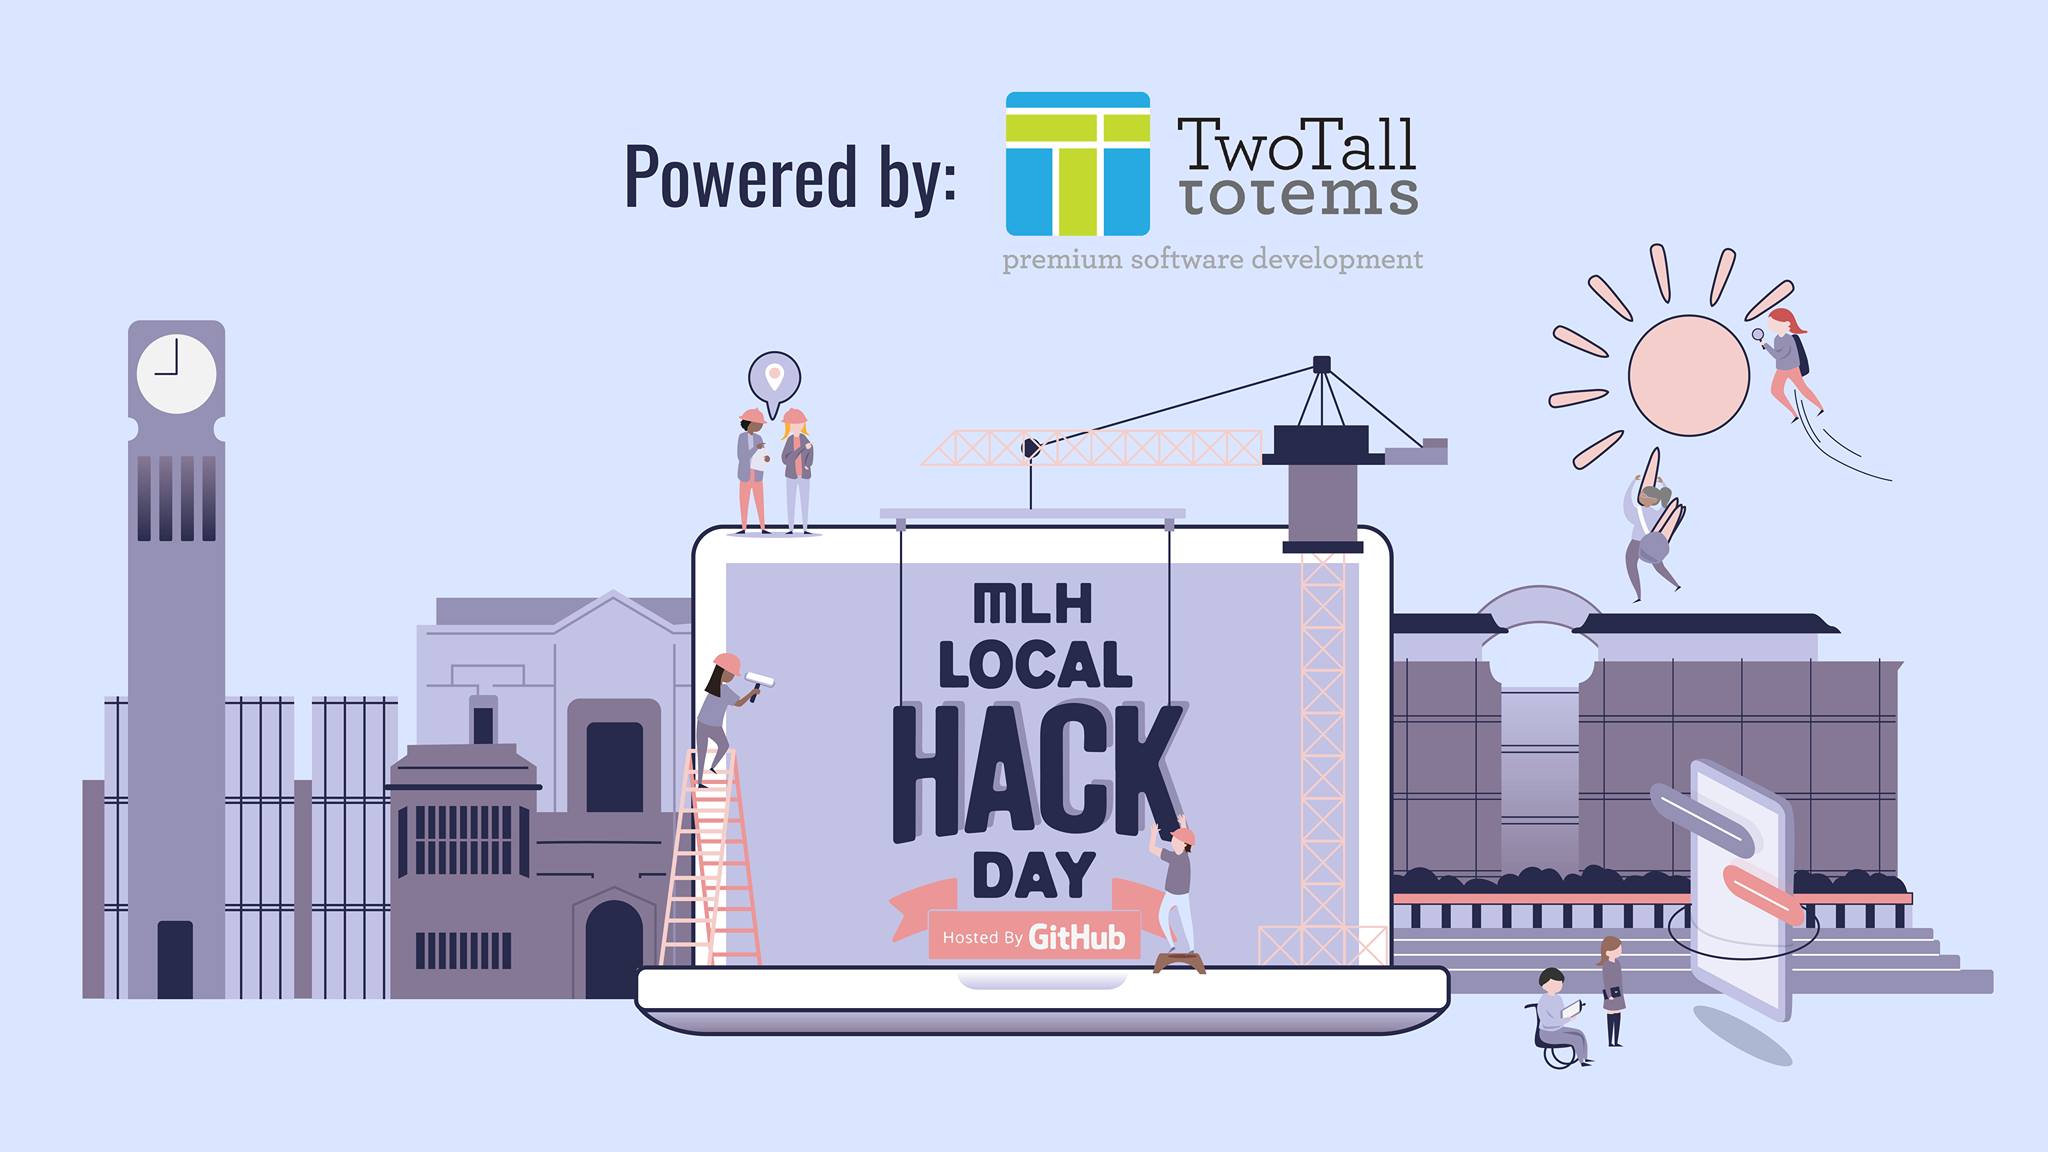 Powered by:
TwoTall
totems
premium software development
MLH
LOCAL
HACK
DAY
Hosted By GitHub